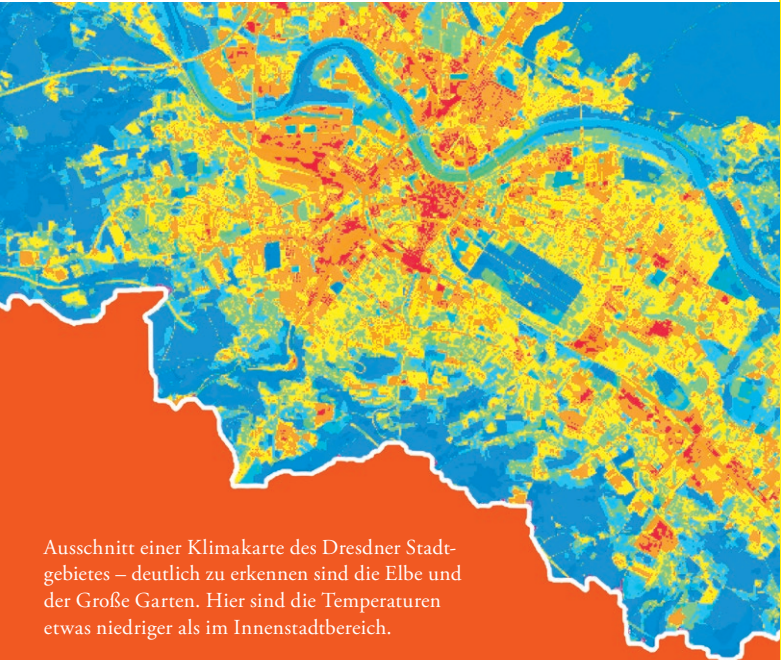 Ausschnitt einer Klimakarte des Dresdner Stadt-
gebietes – deutlich zu erkennen sind die Elbe und
der Große Garten. Hier sind die Temperaturen
etwas niedriger als im Innenstadtbereich.